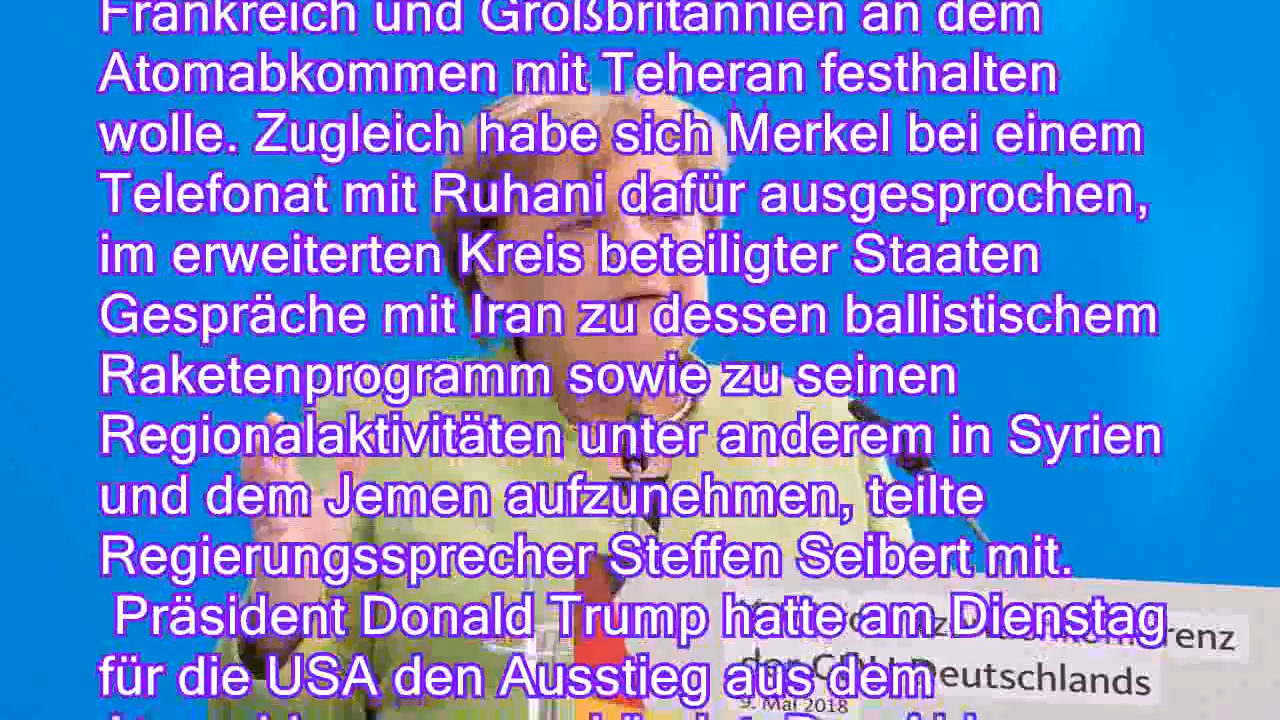 Frankreich und Großbritannien an dem
Atomabkommen mit Teheran festhalten
wolle. Zugleich habe sich Merkel bei einem
Telefonat mit Ruhani dafür ausgesprochen,
im erweiterten Kreis beteiligter Staaten
Gespräche mit Iran zu dessen ballistischem
Raketenprogramm sowie zu seinen
Regionalaktivitäten unter anderem in Syrien
und dem Jemen aufzunehmen, teilte
Regierungssprecher Steffen Seibert mit.
Präsident Donald Trump hatte am Dienstag
für die USA den Ausstieg aus dem
der CDU Deutschlands
9. Mai 2018